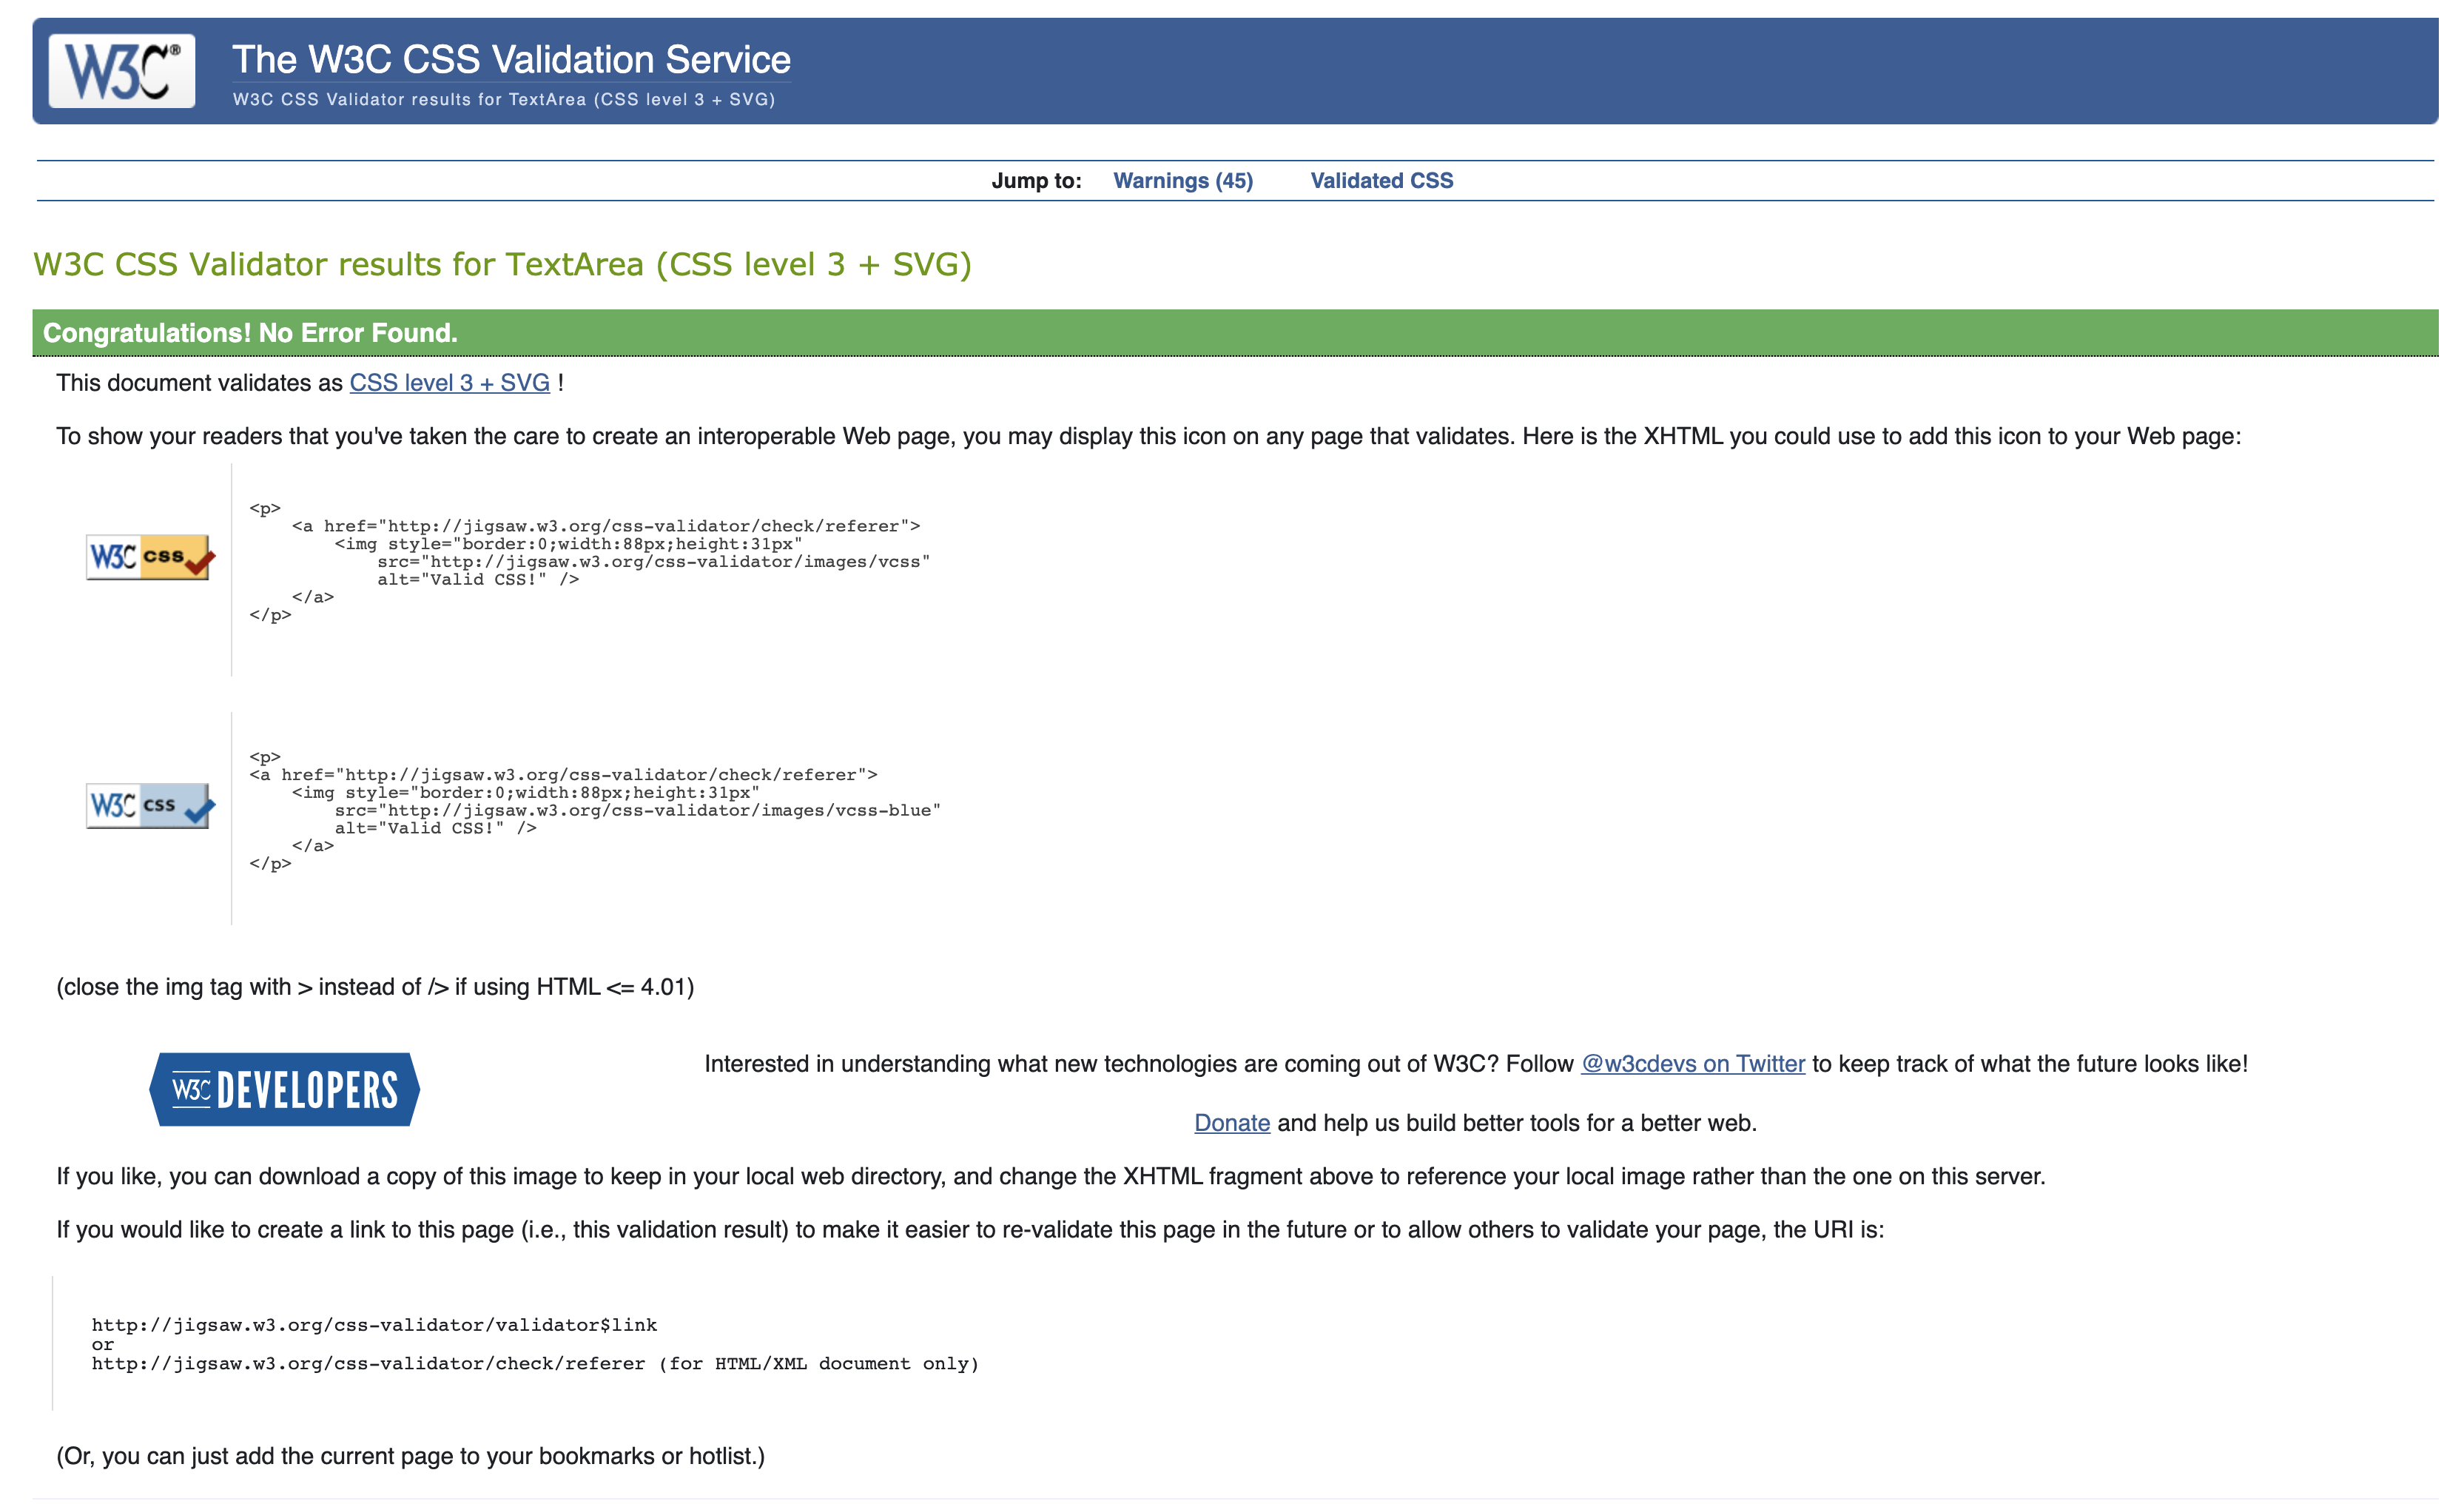 W3C®
The W3C CSS Validation Service
W3C CSS Validator results for TextArea (CSS level 3 + SVG)
Jump to: Warnings (45) Validated CSS
W3C CSS Validator results for TextArea (CSS level 3 + SVG)
Congratulations! No Error Found.
This document validates as CSS level 3 + SVG !
To show your readers that you've taken the care to create an interoperable Web page, you may display this icon on any page that validates. Here is the XHTML you could use to add this icon to your Web page:
W3C css
<p>
<a href="http://jigsaw.w3.org/css-validator/check/referer">
<img style="border:0;width:88px;height:31px"
src="http://jigsaw.w3.org/css-validator/images/vcss"
alt="Valid CSS!" />
</a>
</p>
W3C css
<p>
<a href="http://jigsaw.w3.org/css-validator/check/referer">
<img style="border:0;width:88px;height:31px"
src="http://jigsaw.w3.org/css-validator/images/vcss-blue"
alt="Valid CSS!" />
</a>
</p>
(close the img tag with > instead of /> if using HTML <= 4.01)
W3C DEVELOPERS
Interested in understanding what new technologies are coming out of W3C? Follow @w3cdevs on Twitter to keep track of what the future looks like!
Donate and help us build better tools for a better web.
If you like, you can download a copy of this image to keep in your local web directory, and change the XHTML fragment above to reference your local image rather than the one on this server.
If you would like to create a link to this page (i.e., this validation result) to make it easier to re-validate this page in the future or to allow others to validate your page, the URI is:
http://jigsaw.w3.org/css-validator/validator$link
or
http://jigsaw.w3.org/css-validator/check/referer (for HTML/XML document only)
(Or, you can just add the current page to your bookmarks or hotlist.)